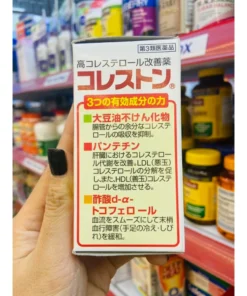 第3類医薬品
高コレステロール改善薬
コレストン®
3つの有効成分の力
■大豆油不けん化物
腸管からの余分なコレステ
ロールの吸収を抑制。
■パンテチン
肝臓におけるコレステロー
ル代謝を改善、LDL(悪玉)
コレステロールの分解を促
し、また、HDL(善玉)コレス
テロールを増加させる。
■酢酸d-α-
トコフェロール
血流をスムーズにして末梢
血行障害(手足の冷え・しび
れ)を緩和。